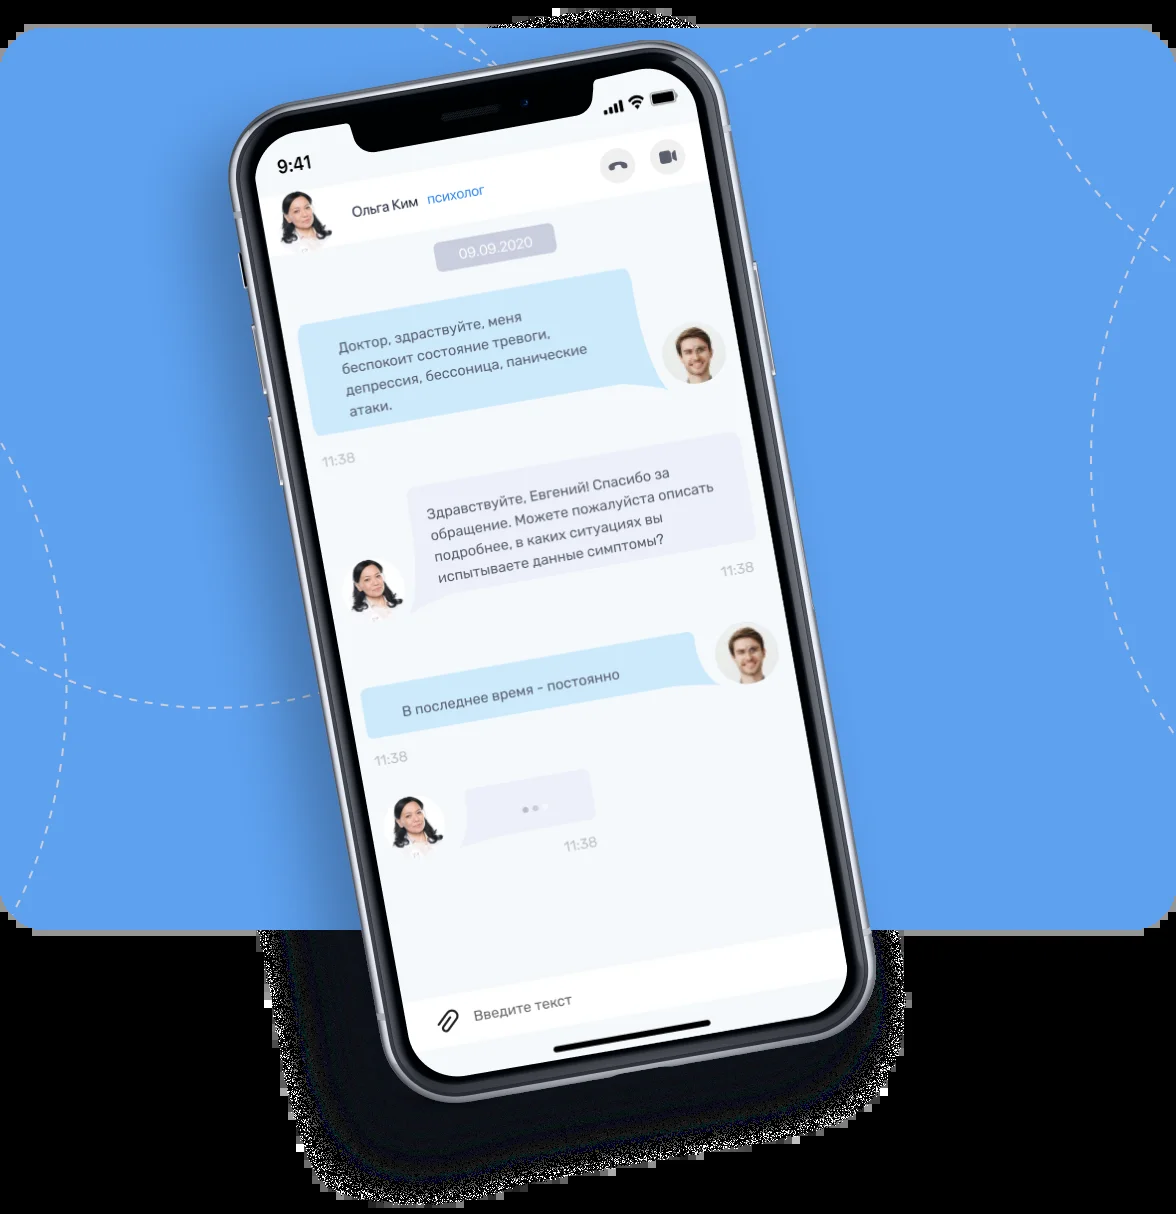 9:41
Ольга Ким психолог
09.09.2020
Доктор, здраствуйте, меня
беспокоит состояние тревоги,
депрессия, бессоница, панические
атаки.
11:38
Здравствуйте, Евгений! Спасибо за
обращение. Можете пожалуйста описать
подробнее, в каких ситуациях вы
испытываете данные симптомы?
11:38
В последнее время - постоянно
11:38
11:38
Введите текст